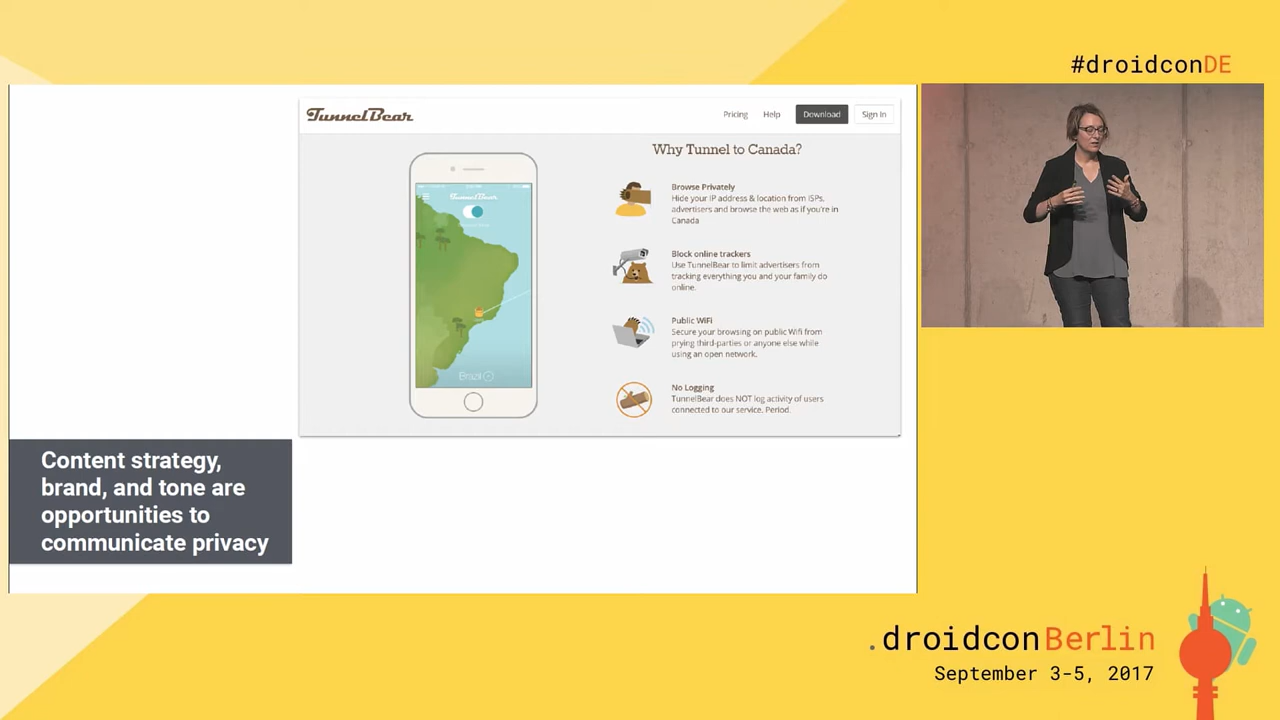 #droidconDE
TunnelBear
Pricing
Help
Download
Sign In
Why Tunnel to Canada?
TunnelBear
Browse Privately
Hide your IP address & location from ISPs,
advertisers and browse the web as if you're in
Canada
Block online trackers
Use TunnelBear to limit advertisers from
tracking everything you and your family do
online.
Public WiFi
Secure your browsing on public Wifi from
prying third-parties or anyone else while
using an open network.
No Logging
TunnelBear does NOT log activity of users
connected to our service. Period.
Brazil
Content strategy,
brand, and tone are
opportunities to
communicate privacy
.droidconBerlin
September 3-5, 2017